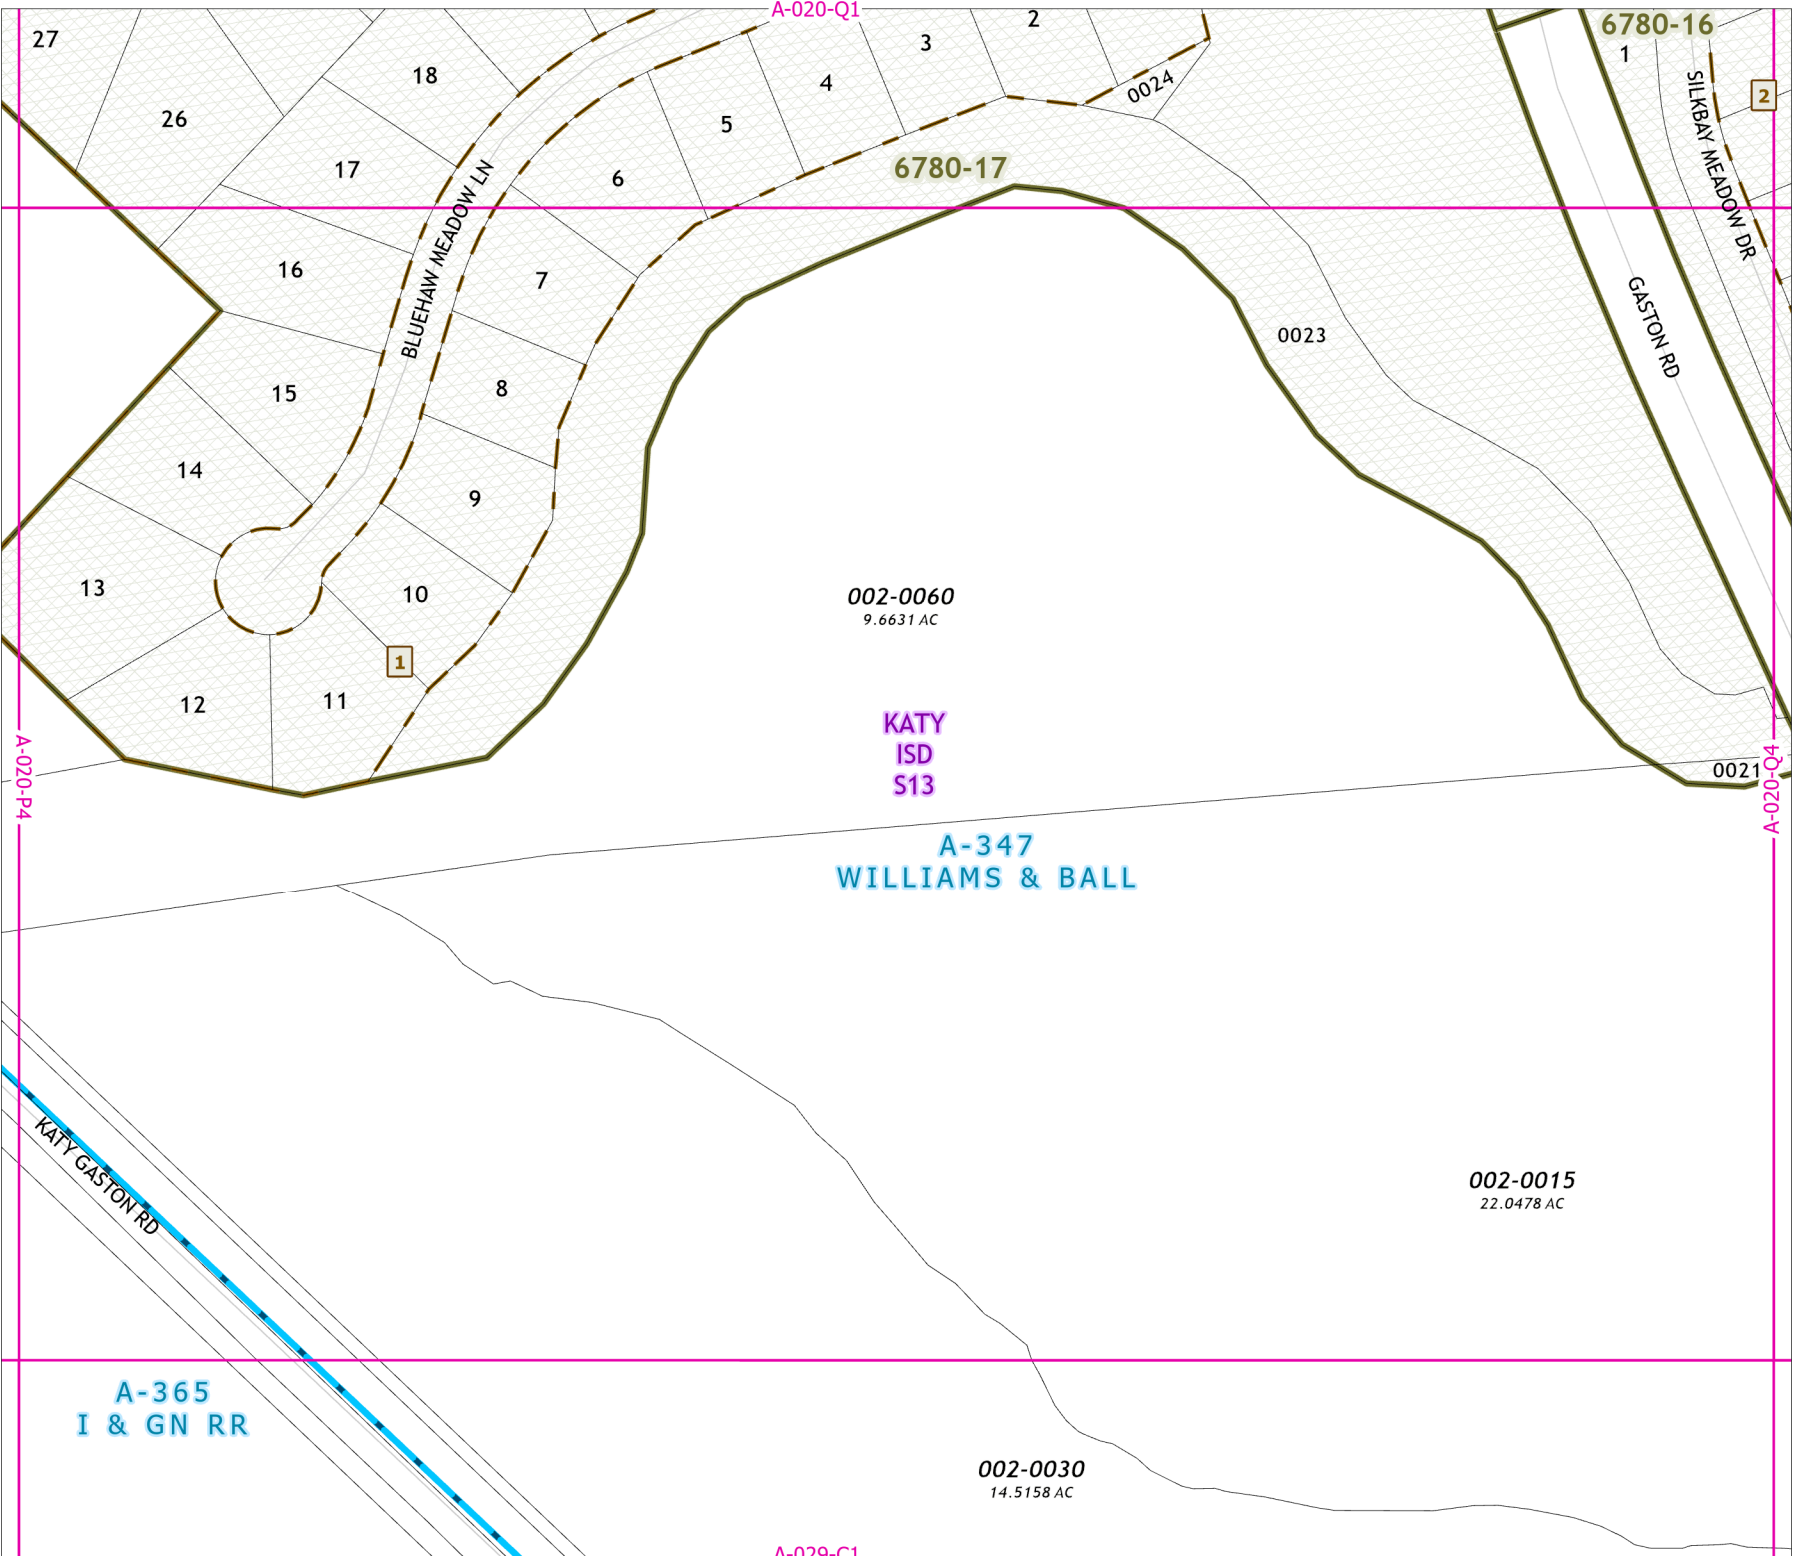 A-020-Q1
27
18
3
2
6780-16
1
4
0024
2
26
5
SILKBAY MEADOW DR
17
6
6780-17
BLUEHAW MEADOW LN
16
7
GASTON RD
0023
15
8
14
9
13
10
002-0060
9.6631 AC
1
12
11
KATY
ISD
S13
A-020-P4
0021
A-020-Q4
A-347
WILLIAMS & BALL
KATY GASTON RD
002-0015
22.0478 AC
A-365
I & GN RR
002-0030
14.5158 AC
A-029-C1